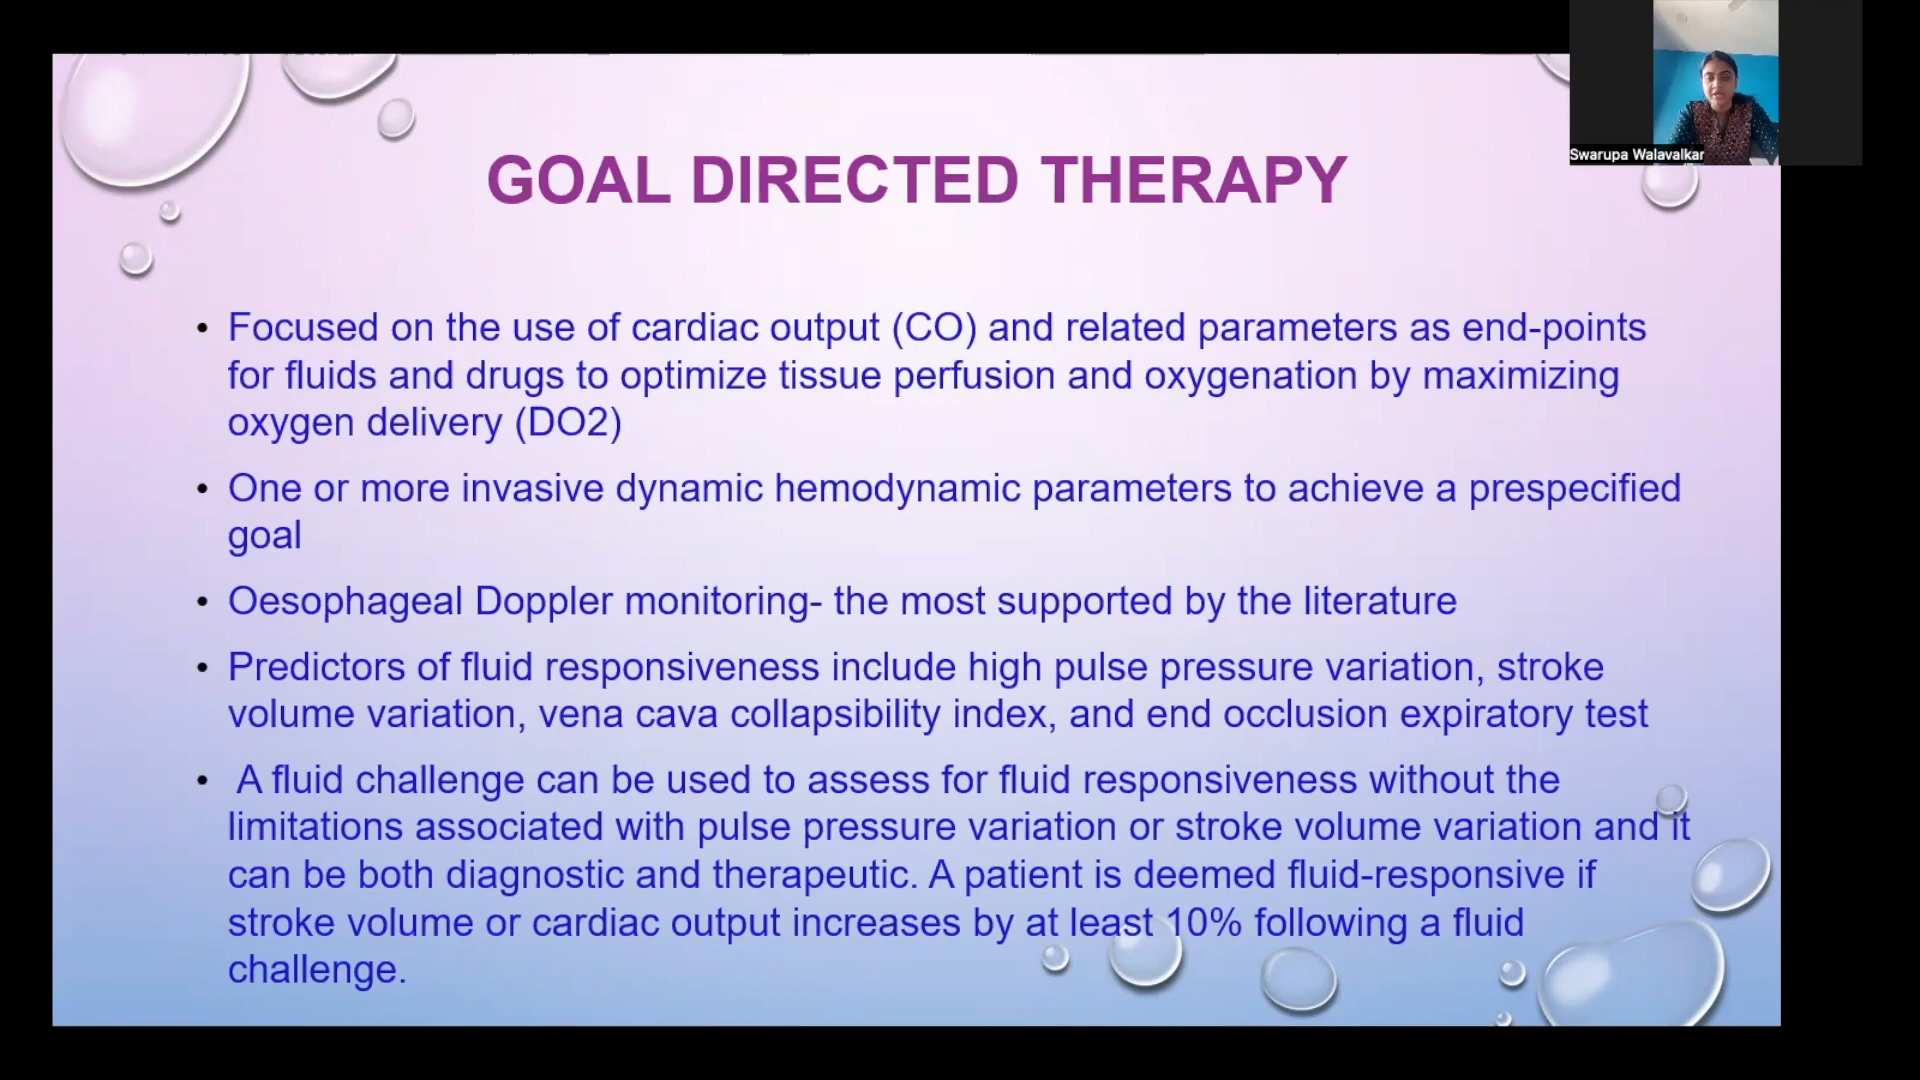 Swarupa Walavalkar
GOAL DIRECTED THERAPY
• Focused on the use of cardiac output (CO) and related parameters as end-points
for fluids and drugs to optimize tissue perfusion and oxygenation by maximizing
oxygen delivery (DO2)
• One or more invasive dynamic hemodynamic parameters to achieve a prespecified
goal
• Oesophageal Doppler monitoring- the most supported by the literature
• Predictors of fluid responsiveness include high pulse pressure variation, stroke
volume variation, vena cava collapsibility index, and end occlusion expiratory test
• A fluid challenge can be used to assess for fluid responsiveness without the
limitations associated with pulse pressure variation or stroke volume variation and it
can be both diagnostic and therapeutic. A patient is deemed fluid-responsive if
stroke volume or cardiac output increases by at least 10% following a fluid
challenge.